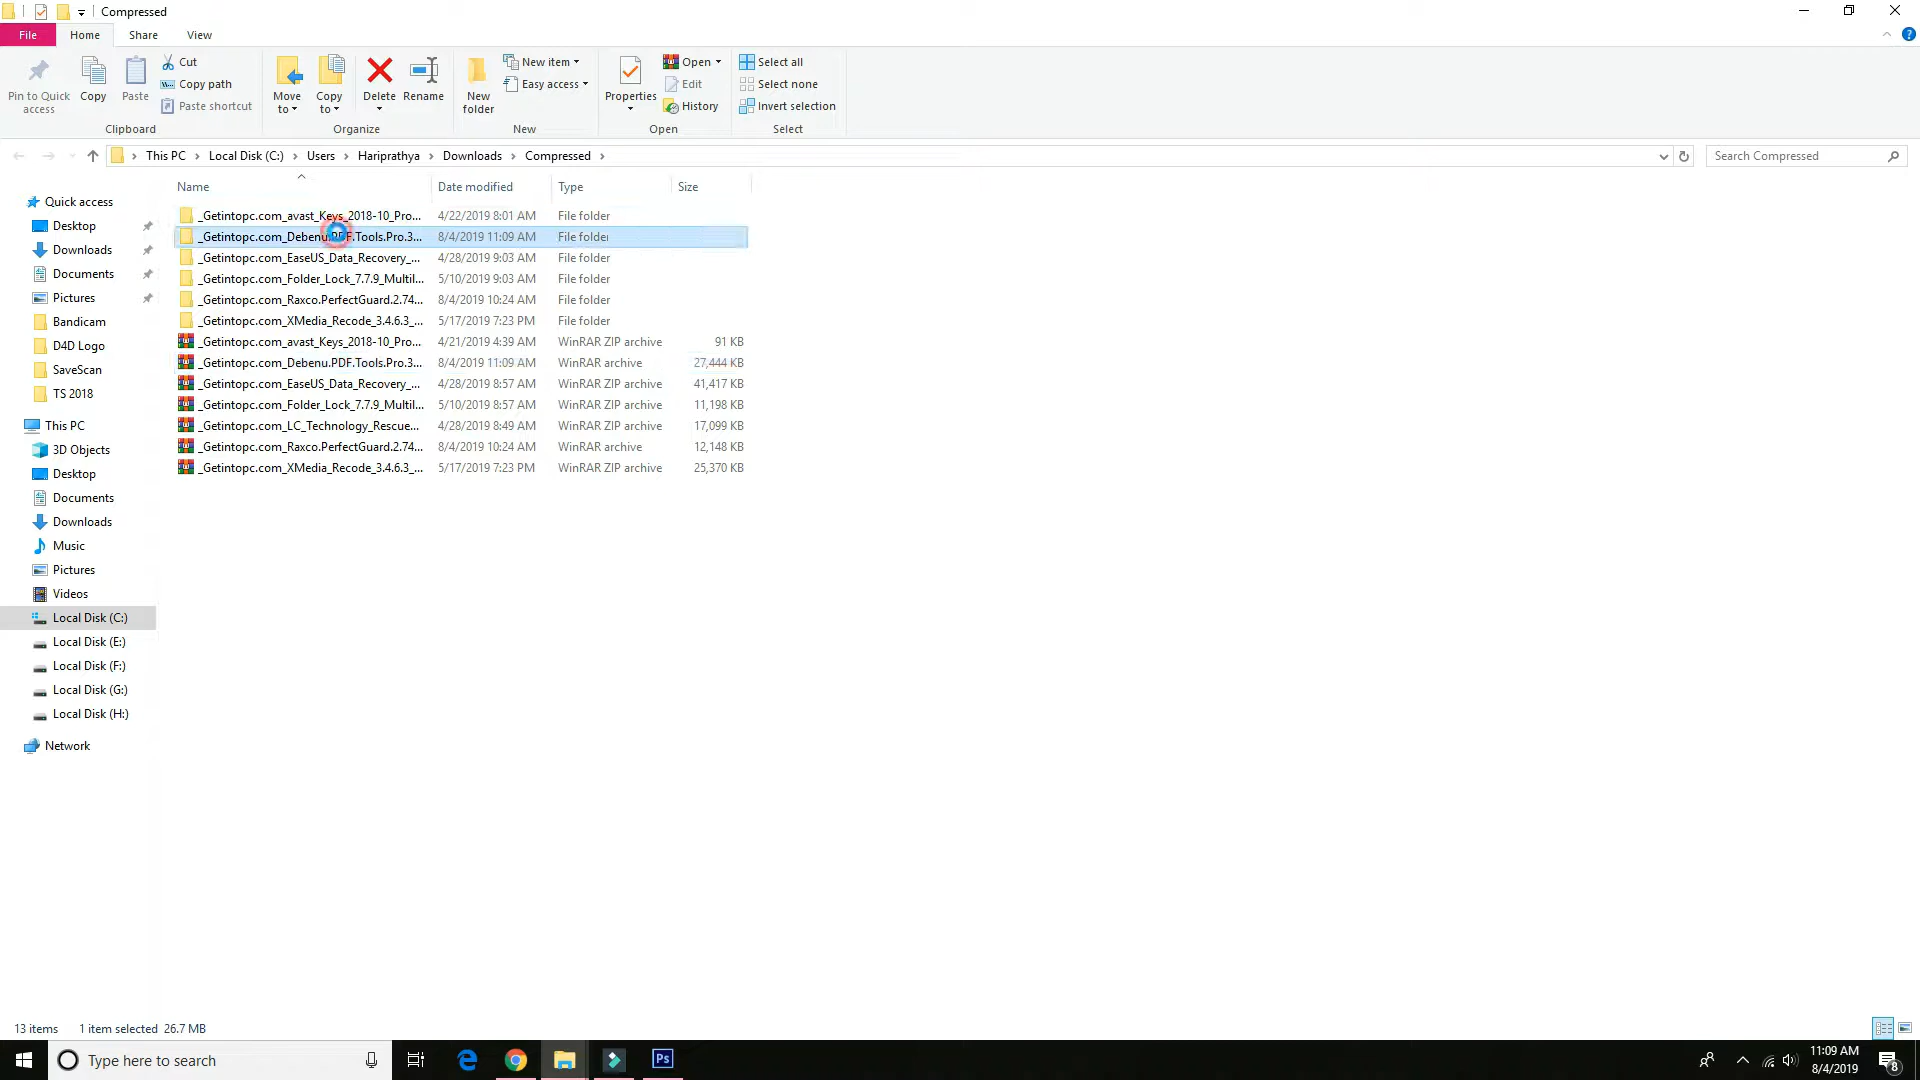 Compressed
File Home Share View
Pin to Quick access
Copy
Paste
Cut
Copy path
Paste shortcut
Clipboard
Move to
Copy to
Delete
Rename
Organize
New folder
New item
Easy access
New
Properties
Open
Edit
History
Open
Select all
Select none
Invert selection
Select
This PC > Local Disk (C:) > Users > Hariprathya > Downloads > Compressed >
Search Compressed
Name Date modified Type Size
_Getintopc.com_avast_Keys_2018-10_Pro... 4/22/2019 8:01 AM File folder
_Getintopc.com_Debenu.PDF.Tools.Pro.3... 8/4/2019 11:09 AM File folder
_Getintopc.com_EaseUS_Data_Recovery_... 4/28/2019 9:03 AM File folder
_Getintopc.com_Folder_Lock_7.7.9_Multil... 5/10/2019 9:03 AM File folder
_Getintopc.com_Raxco.PerfectGuard.2.74... 8/4/2019 10:24 AM File folder
_Getintopc.com_XMedia_Recode_3.4.6.3_... 5/17/2019 7:23 PM File folder
_Getintopc.com_avast_Keys_2018-10_Pro... 4/21/2019 4:39 AM WinRAR ZIP archive 91 KB
_Getintopc.com_Debenu.PDF.Tools.Pro.3... 8/4/2019 11:09 AM WinRAR archive 27,444 KB
_Getintopc.com_EaseUS_Data_Recovery_... 4/28/2019 8:57 AM WinRAR ZIP archive 41,417 KB
_Getintopc.com_Folder_Lock_7.7.9_Multil... 5/10/2019 8:57 AM WinRAR ZIP archive 11,198 KB
_Getintopc.com_LC_Technology_Rescue... 4/28/2019 8:49 AM WinRAR ZIP archive 17,099 KB
_Getintopc.com_Raxco.PerfectGuard.2.74... 8/4/2019 10:24 AM WinRAR archive 12,148 KB
_Getintopc.com_XMedia_Recode_3.4.6.3_... 5/17/2019 7:23 PM WinRAR ZIP archive 25,370 KB
Quick access
Desktop
Downloads
Documents
Pictures
Bandicam
D4D Logo
SaveScan
TS 2018
This PC
3D Objects
Desktop
Documents
Downloads
Music
Pictures
Videos
Local Disk (C:)
Local Disk (E:)
Local Disk (F:)
Local Disk (G:)
Local Disk (H:)
Network
13 items 1 item selected 26.7 MB
Type here to search
Ps
11:09 AM
8/4/2019
8